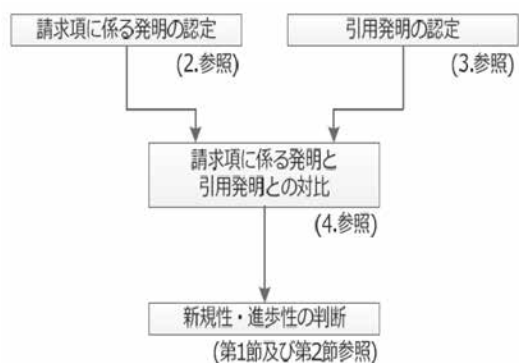 請求項に係る発明の認定
(2.参照)
引用発明の認定
(3.参照)
請求項に係る発明と
引用発明との対比
(4.参照)
新規性・進歩性の判断
(第1節及び第2節参照)